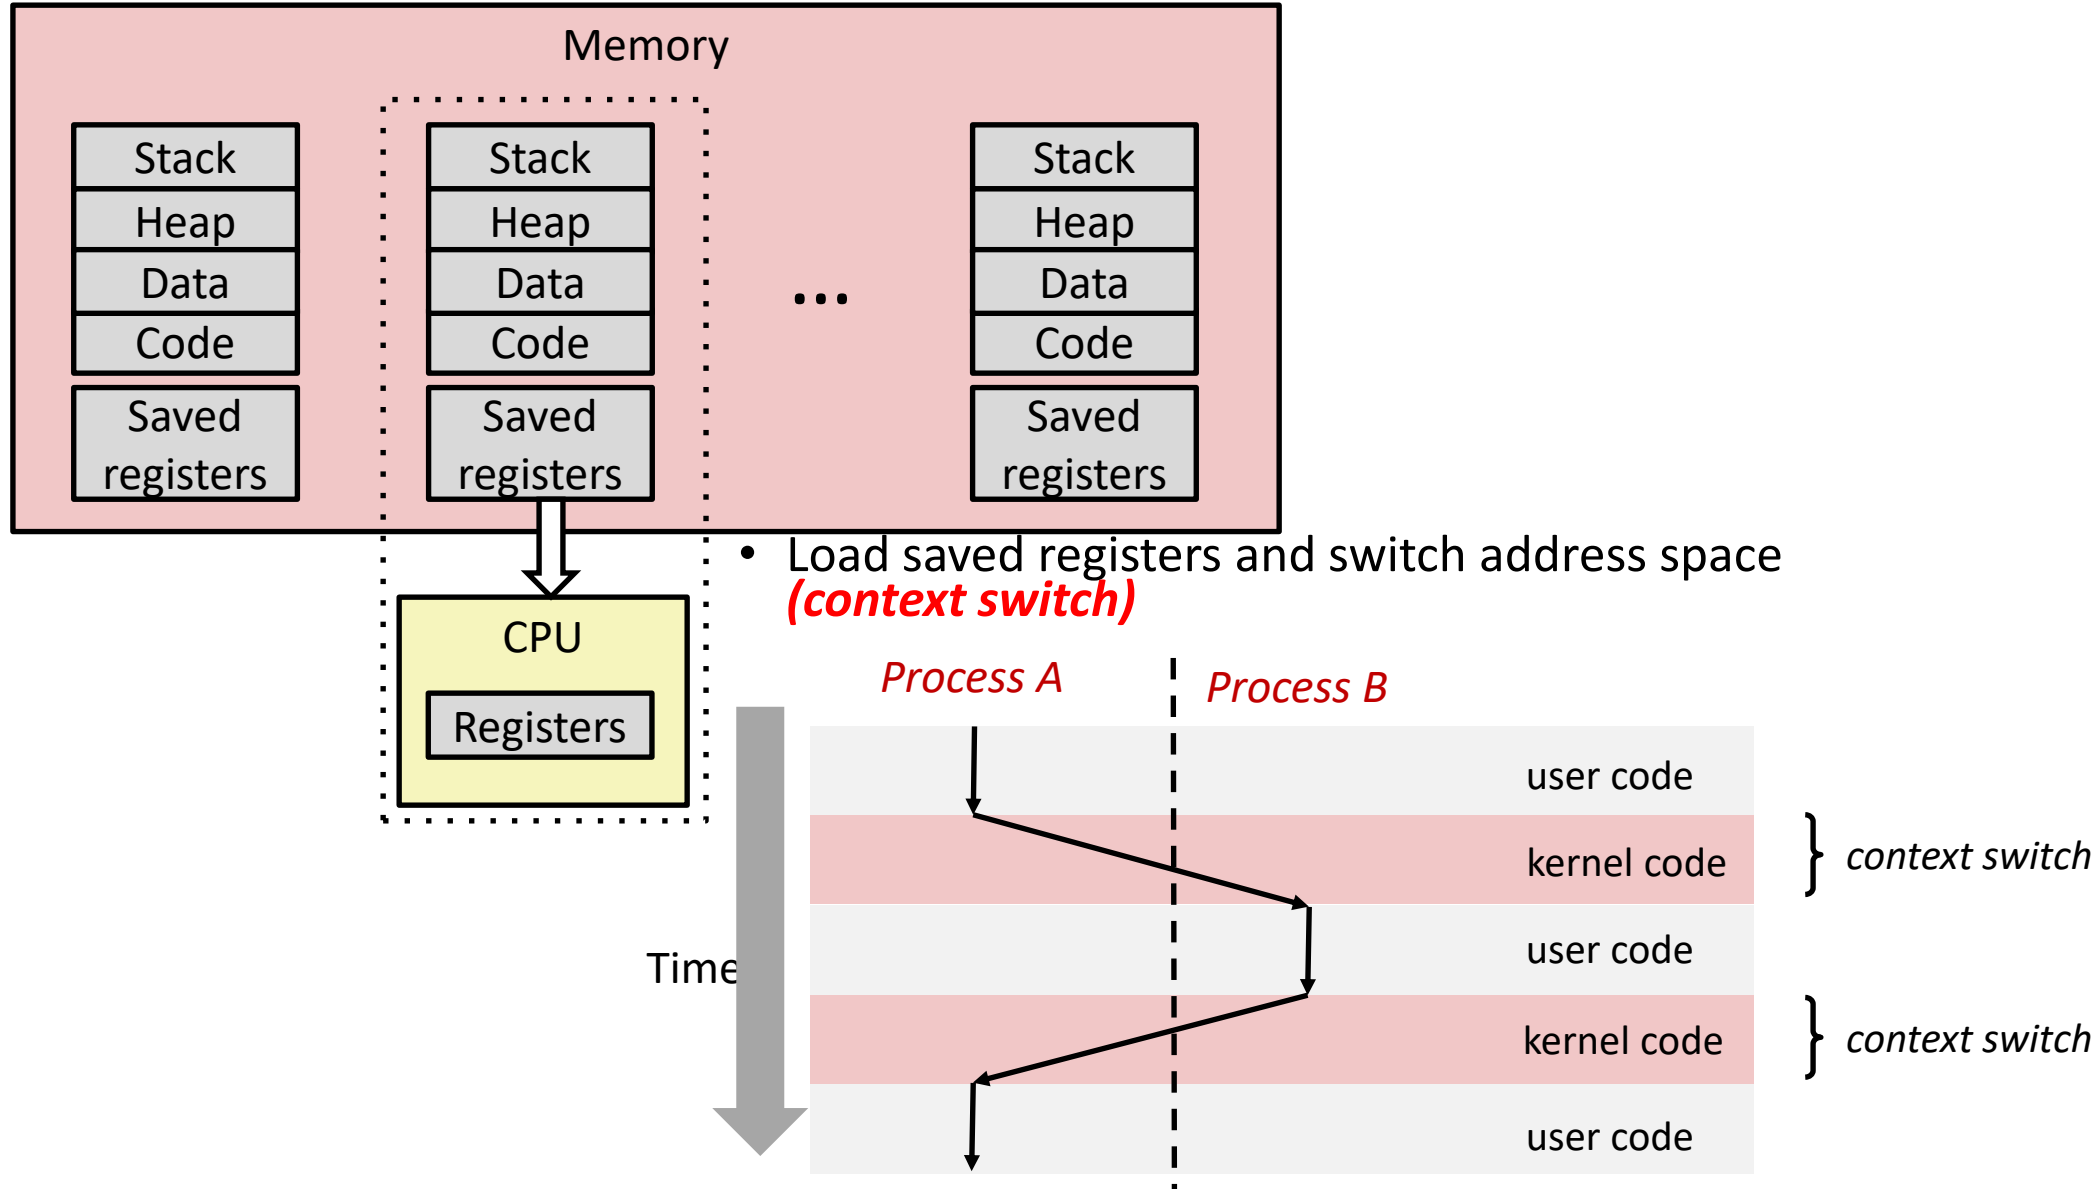 Memory
Stack
Heap
Data
Code
Saved
registers
Stack
Heap
Data
Code
Saved
registers
...
Stack
Heap
Data
Code
Saved
registers
CPU
Registers
• Load saved registers and switch address space
(context switch)
Process A
Process B
Time
user code
kernel code
context switch
user code
kernel code
context switch
user code